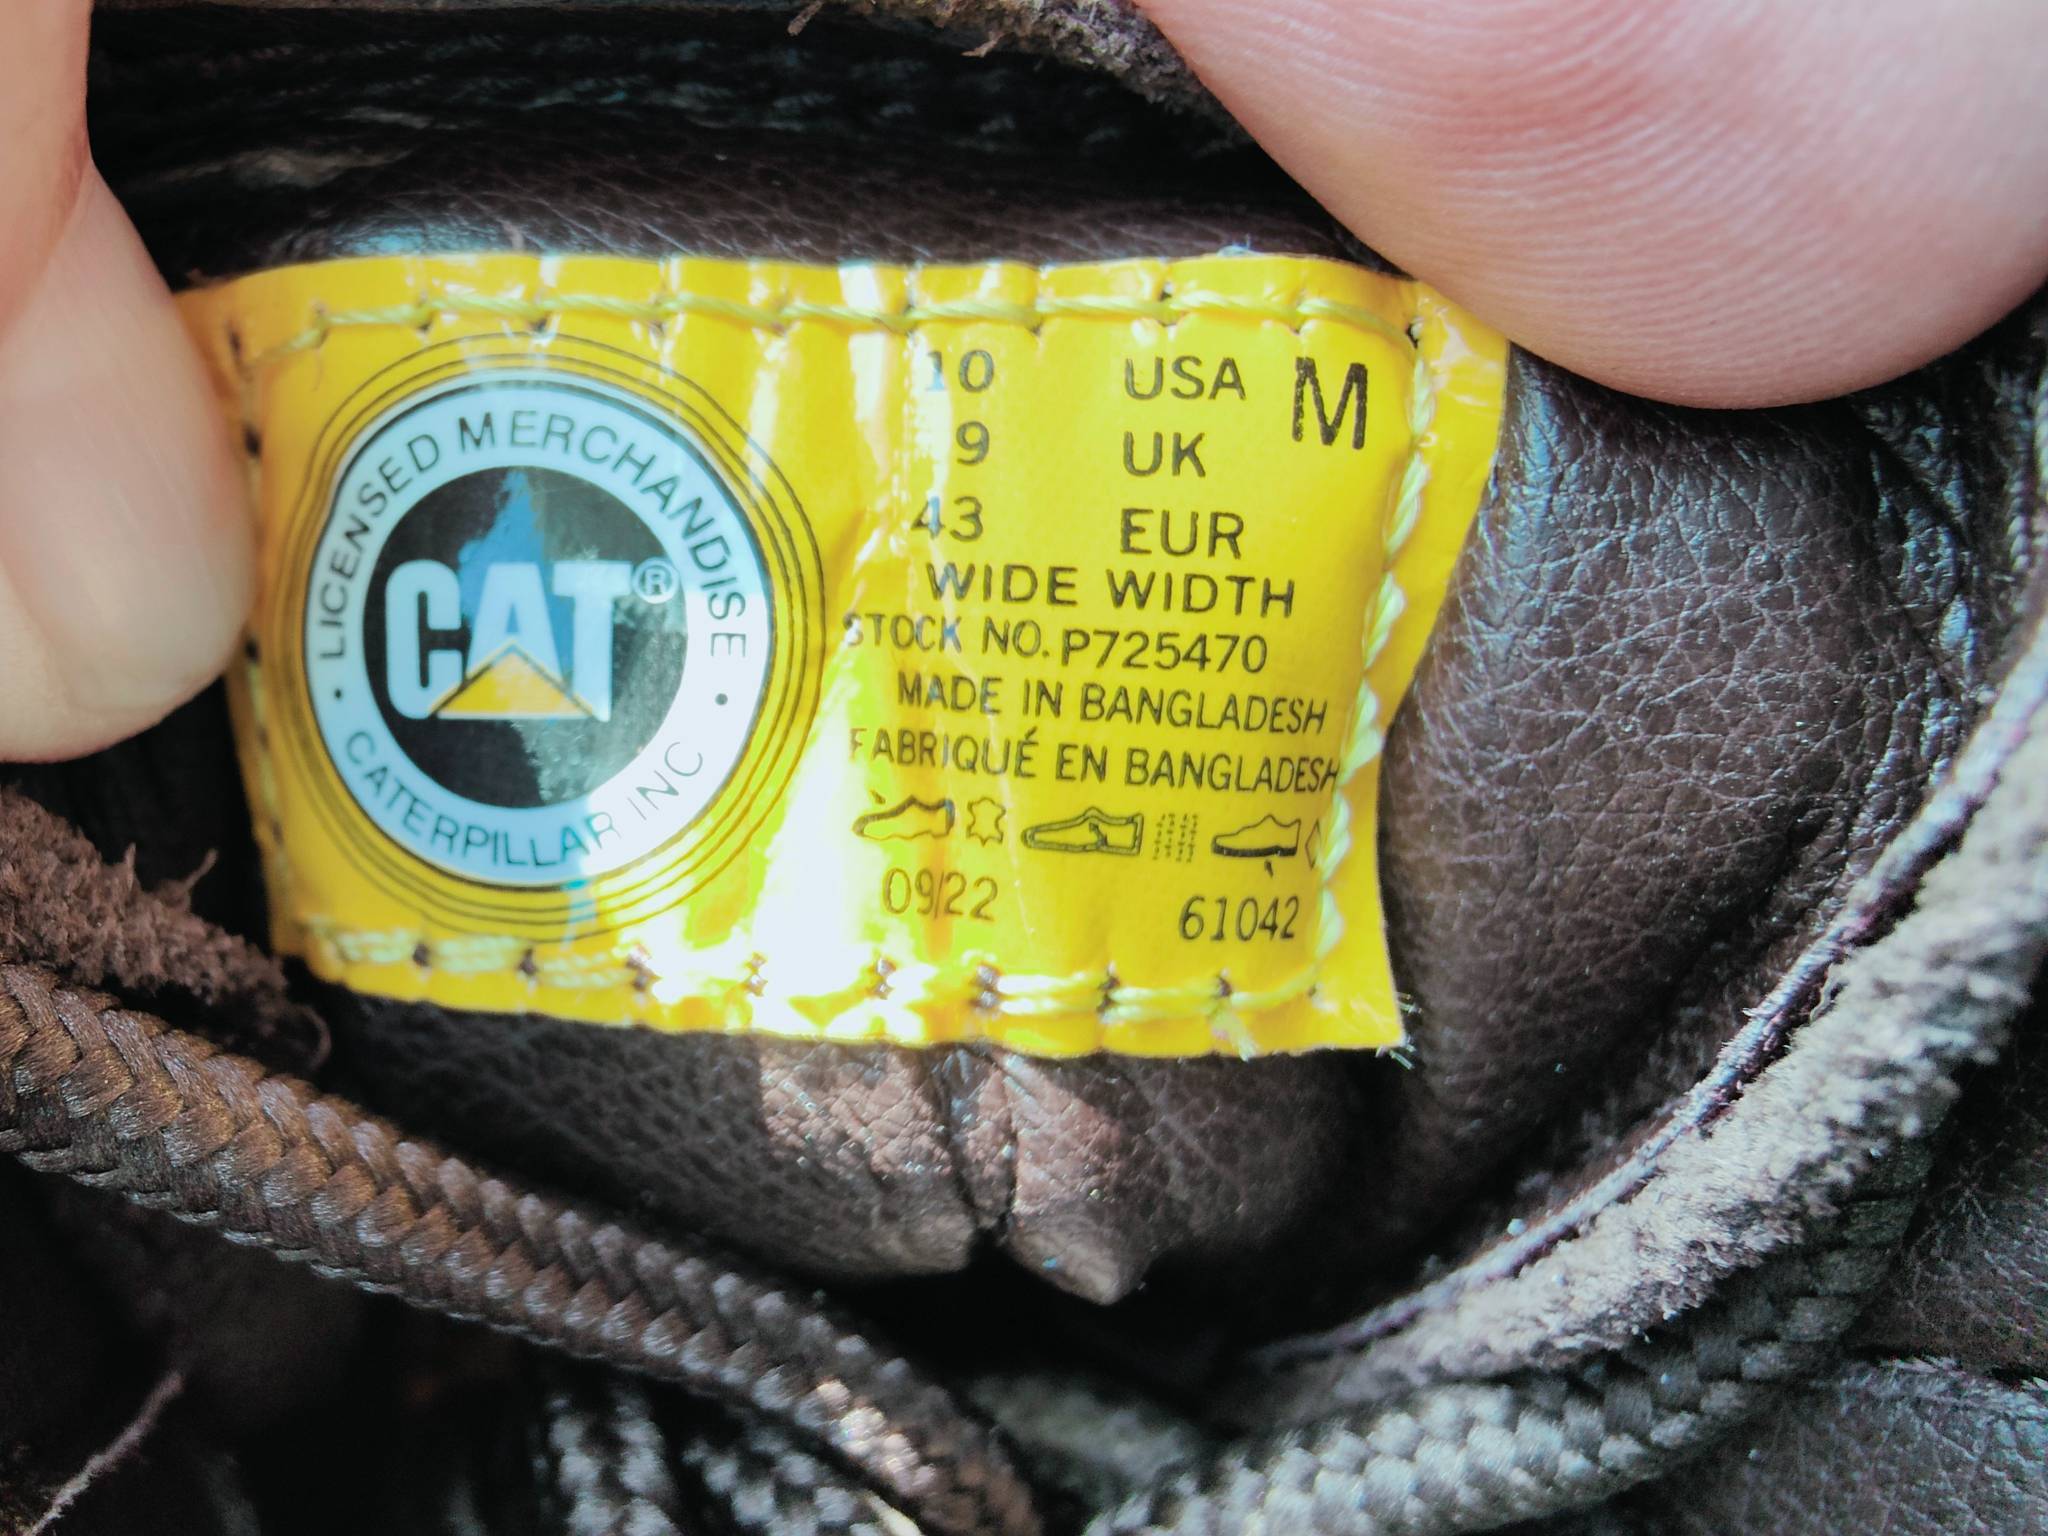 LICENSED MERCHANDISE
CAT®
• CATERPILLAR INC •
10 USA M
9 UK
43 EUR
WIDE WIDTH
STOCK NO. P725470
MADE IN BANGLADESH
FABRIQUÉ EN BANGLADESH
09/22 61042